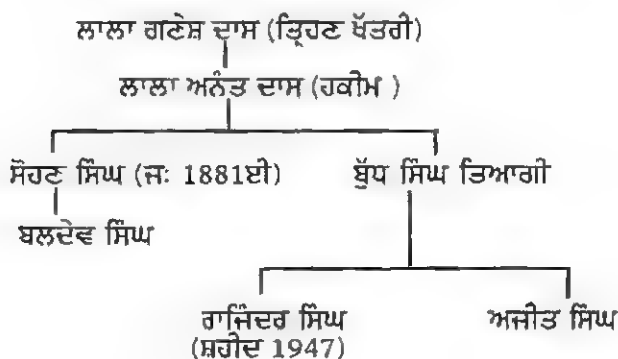 ਲਾਲਾ ਗਣੇਸ਼ ਦਾਸ (ਤ੍ਰਿਹਣ ਖੱਤਰੀ)
ਲਾਲਾ ਅਨੰਤ ਦਾਸ (ਹਕੀਮ )
ਸੋਹਣ ਸਿੰਘ (ਜ: 1881ਈ) ਬੁੱਧ ਸਿੰਘ ਤਿਆਗੀ
ਬਲਦੇਵ ਸਿੰਘ
ਰਾਜਿੰਦਰ ਸਿੰਘ ਅਜੀਤ ਸਿੰਘ
(ਸ਼ਹੀਦ 1947)